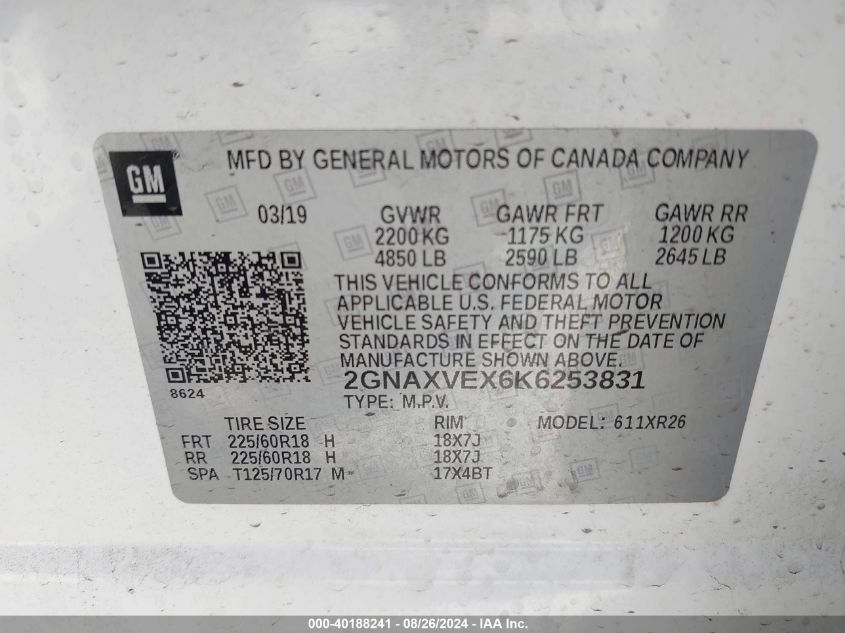 GM
MFD BY GENERAL MOTORS OF CANADA COMPANY
03/19 GVWR GAWR FRT GAWR RR
2200 KG 1175 KG 1200 KG
4850 LB 2590 LB 2645 LB
THIS VEHICLE CONFORMS TO ALL
APPLICABLE U.S. FEDERAL MOTOR
VEHICLE SAFETY AND THEFT PREVENTION
STANDARDS IN EFFECT ON THE DATE OF
MANUFACTURE SHOWN ABOVE.
8624
2GNAXVEX6K6253831
TYPE: M.P.V.
TIRE SIZE RIM MODEL: 611XR26
FRT 225/60R18 H 18X7J
RR 225/60R18 H 18X7J
SPA T125/70R17 M 17X4BT
000-40188241 - 08/26/2024 - IAA Inc.